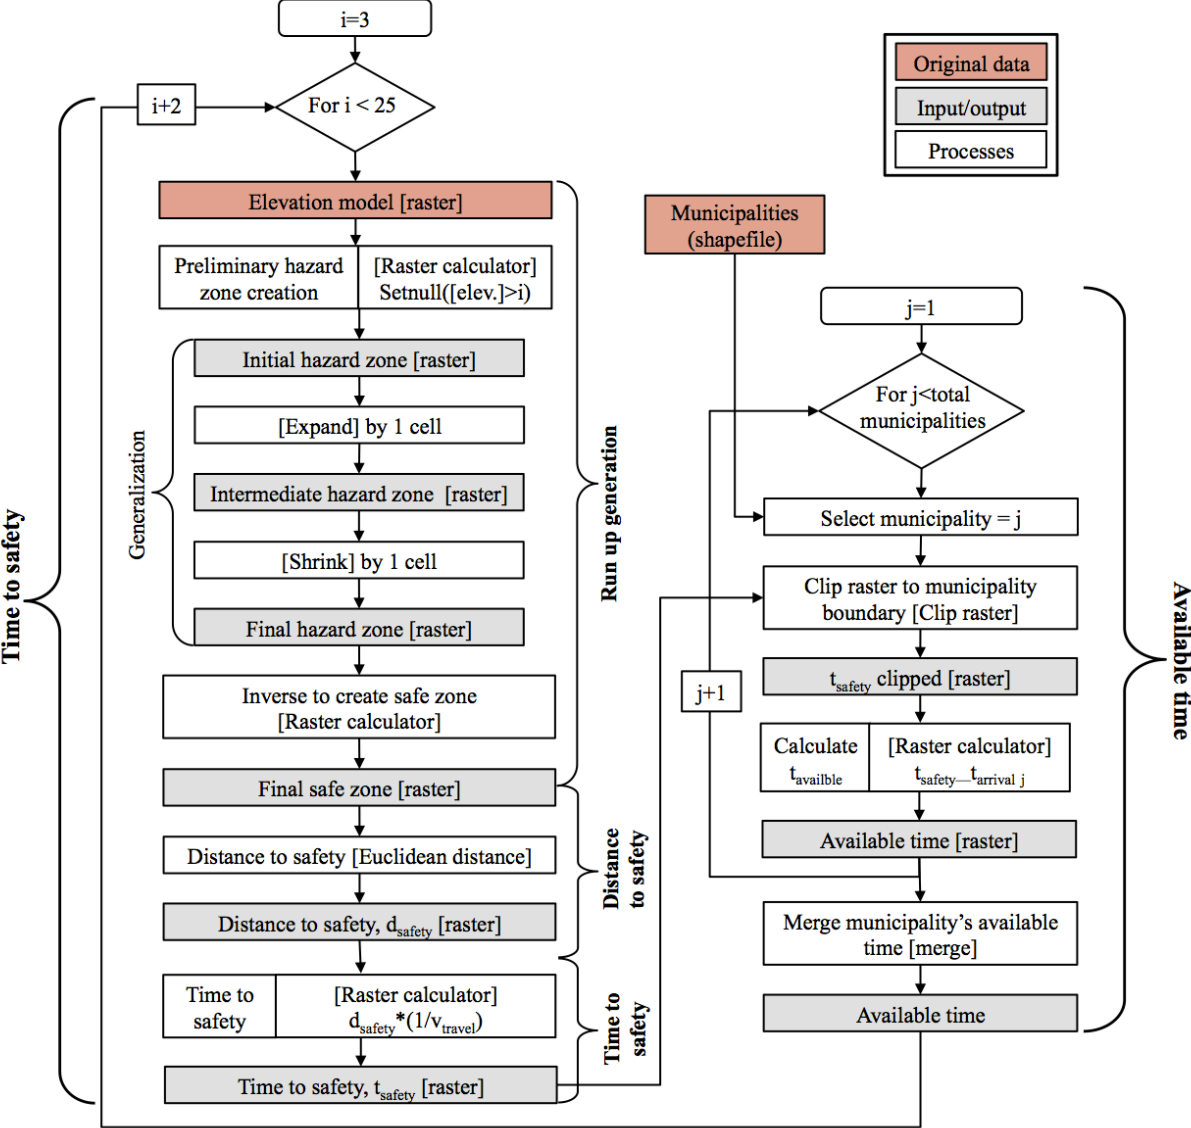 i=3
i+2
For i < 25
Original data
Input/output
Processes
Elevation model [raster]
Preliminary hazard
zone creation
[Raster calculator]
Setnull([elev.]>i)
Initial hazard zone [raster]
[Expand] by 1 cell
Intermediate hazard zone [raster]
[Shrink] by 1 cell
Final hazard zone [raster]
Generalization
Inverse to create safe zone
[Raster calculator]
Final safe zone [raster]
Run up generation
Distance to safety [Euclidean distance]
Distance to safety, dsafety [raster]
Distance
to safety
Time to
safety
[Raster calculator]
dsafety*(1/vtravel)
Time to safety, tsafety [raster]
Time to
safety
Time to safety
Municipalities
(shapefile)
j=1
For j<total
municipalities
Select municipality = j
Clip raster to municipality
boundary [Clip raster]
tsafety clipped [raster]
j+1
Calculate
tavailble
[Raster calculator]
tsafety—tarrival j
Available time [raster]
Merge municipality’s available
time [merge]
Available time
Available time